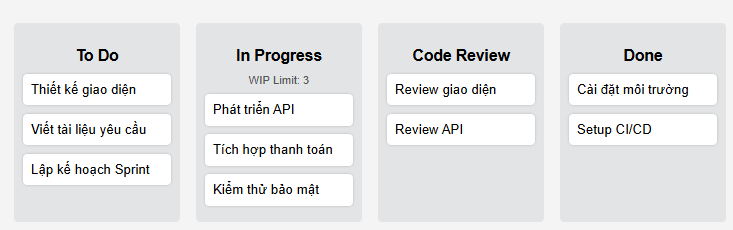 To Do
Thiết kế giao diện
Viết tài liệu yêu cầu
Lập kế hoạch Sprint
In Progress
WIP Limit: 3
Phát triển API
Tích hợp thanh toán
Kiểm thử bảo mật
Code Review
Review giao diện
Review API
Done
Cài đặt môi trường
Setup CI/CD